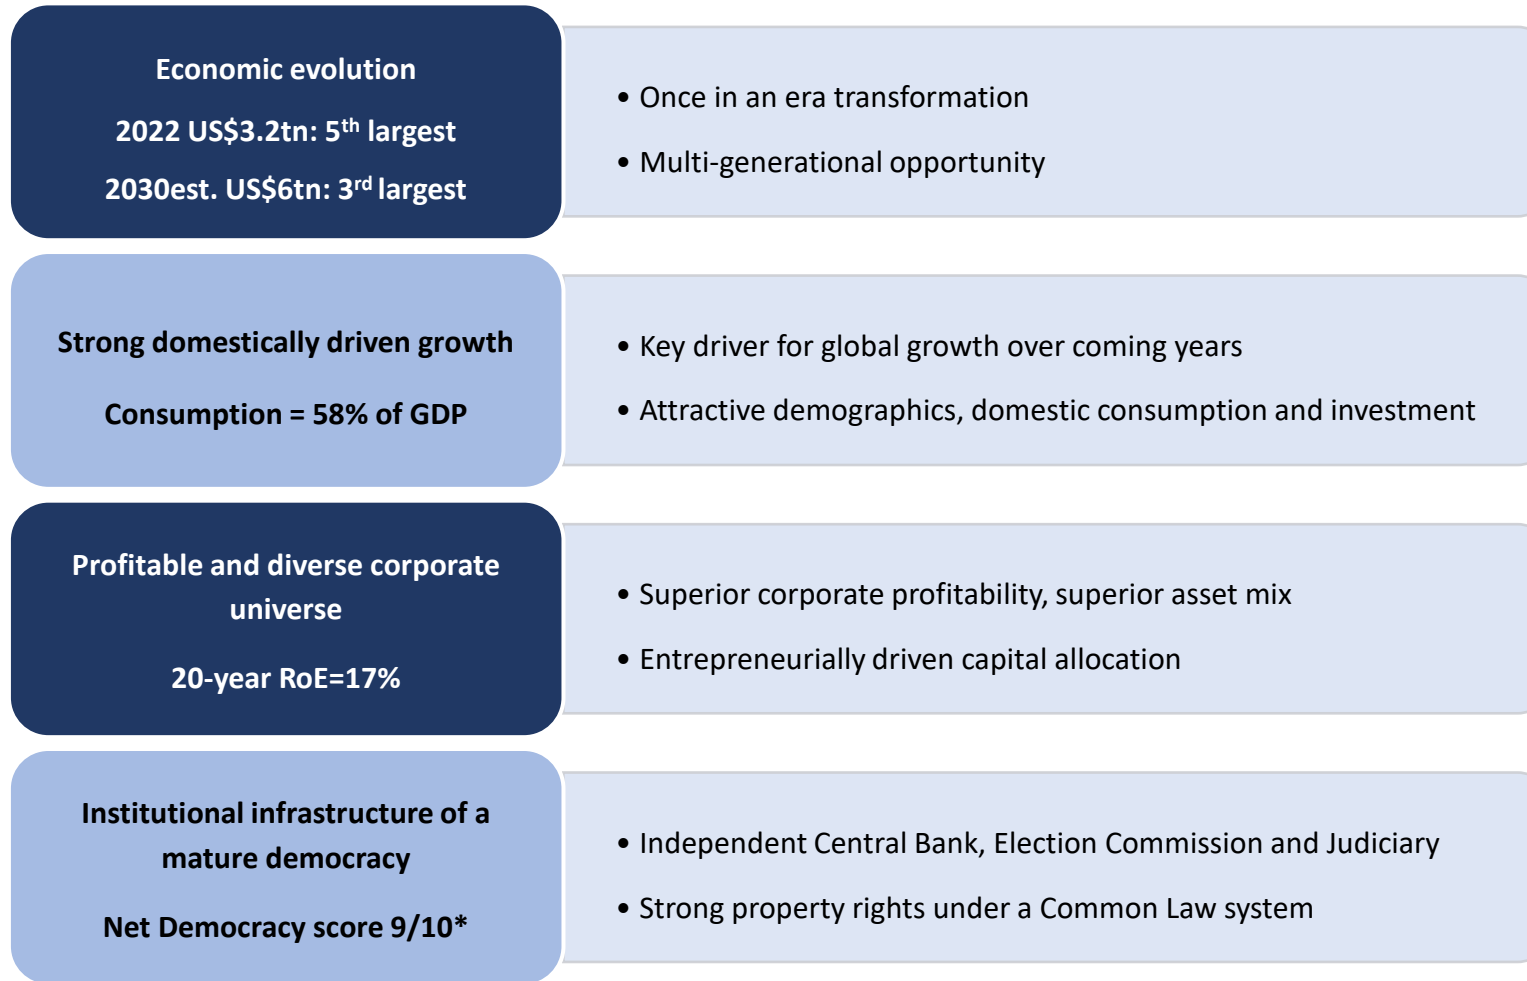 Economic evolution
2022 US$3.2tn: 5th largest
2030est. US$6tn: 3rd largest
• Once in an era transformation
• Multi-generational opportunity
Strong domestically driven growth
Consumption = 58% of GDP
• Key driver for global growth over coming years
• Attractive demographics, domestic consumption and investment
Profitable and diverse corporate
universe
20-year RoE=17%
• Superior corporate profitability, superior asset mix
• Entrepreneurially driven capital allocation
Institutional infrastructure of a
mature democracy
Net Democracy score 9/10*
• Independent Central Bank, Election Commission and Judiciary
• Strong property rights under a Common Law system